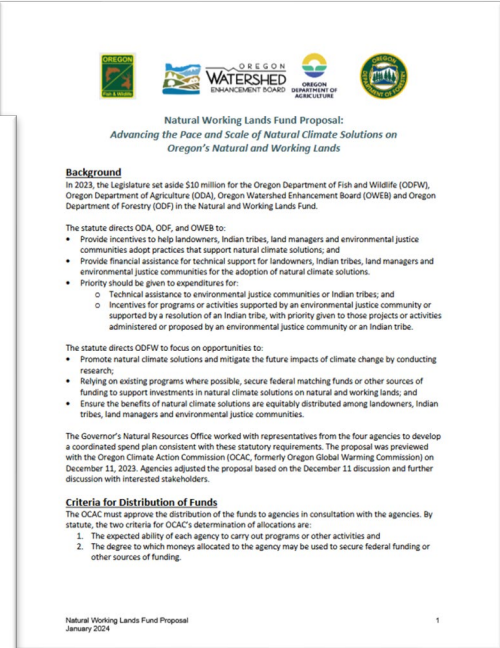 OREGON
Fish & Wildlife
OREGON
WATERSHED
ENHANCEMENT BOARD
OREGON
DEPARTMENT OF
AGRICULTURE
OREGON
DEPARTMENT OF FORESTRY
Natural Working Lands Fund Proposal:
Advancing the Pace and Scale of Natural Climate Solutions on
Oregon's Natural and Working Lands
Background
In 2023, the Legislature set aside $10 million for the Oregon Department of Fish and Wildlife (ODFW),
Oregon Department of Agriculture (ODA), Oregon Watershed Enhancement Board (OWEB) and Oregon
Department of Forestry (ODF) in the Natural and Working Lands Fund.
The statute directs ODA, ODF, and OWEB to:
• Provide incentives to help landowners, Indian tribes, land managers and environmental justice
communities adopt practices that support natural climate solutions; and
• Provide financial assistance for technical support for landowners, Indian tribes, land managers and
environmental justice communities for the adoption of natural climate solutions.
• Priority should be given to expenditures for:
o Technical assistance to environmental justice communities or Indian tribes; and
o Incentives for programs or activities supported by an environmental justice community or
supported by a resolution of an Indian tribe, with priority given to those projects or activities
administered or proposed by an environmental justice community or an Indian tribe.
The statute directs ODFW to focus on opportunities to:
• Promote natural climate solutions and mitigate the future impacts of climate change by conducting
research;
• Relying on existing programs where possible, secure federal matching funds or other sources of
funding to support investments in natural climate solutions on natural and working lands; and
• Ensure the benefits of natural climate solutions are equitably distributed among landowners, Indian
tribes, land managers and environmental justice communities.
The Governor's Natural Resources Office worked with representatives from the four agencies to develop
a coordinated spend plan consistent with these statutory requirements. The proposal was previewed
with the Oregon Climate Action Commission (OCAC, formerly Oregon Global Warming Commission) on
December 11, 2023. Agencies adjusted the proposal based on the December 11 discussion and further
discussion with interested stakeholders.
Criteria for Distribution of Funds
The OCAC must approve the distribution of the funds to agencies in consultation with the agencies. By
statute, the two criteria for OCAC's determination of allocations are:
1. The expected ability of each agency to carry out programs or other activities and
2. The degree to which moneys allocated to the agency may be used to secure federal funding or
other sources of funding.
Natural Working Lands Fund Proposal 1
January 2024